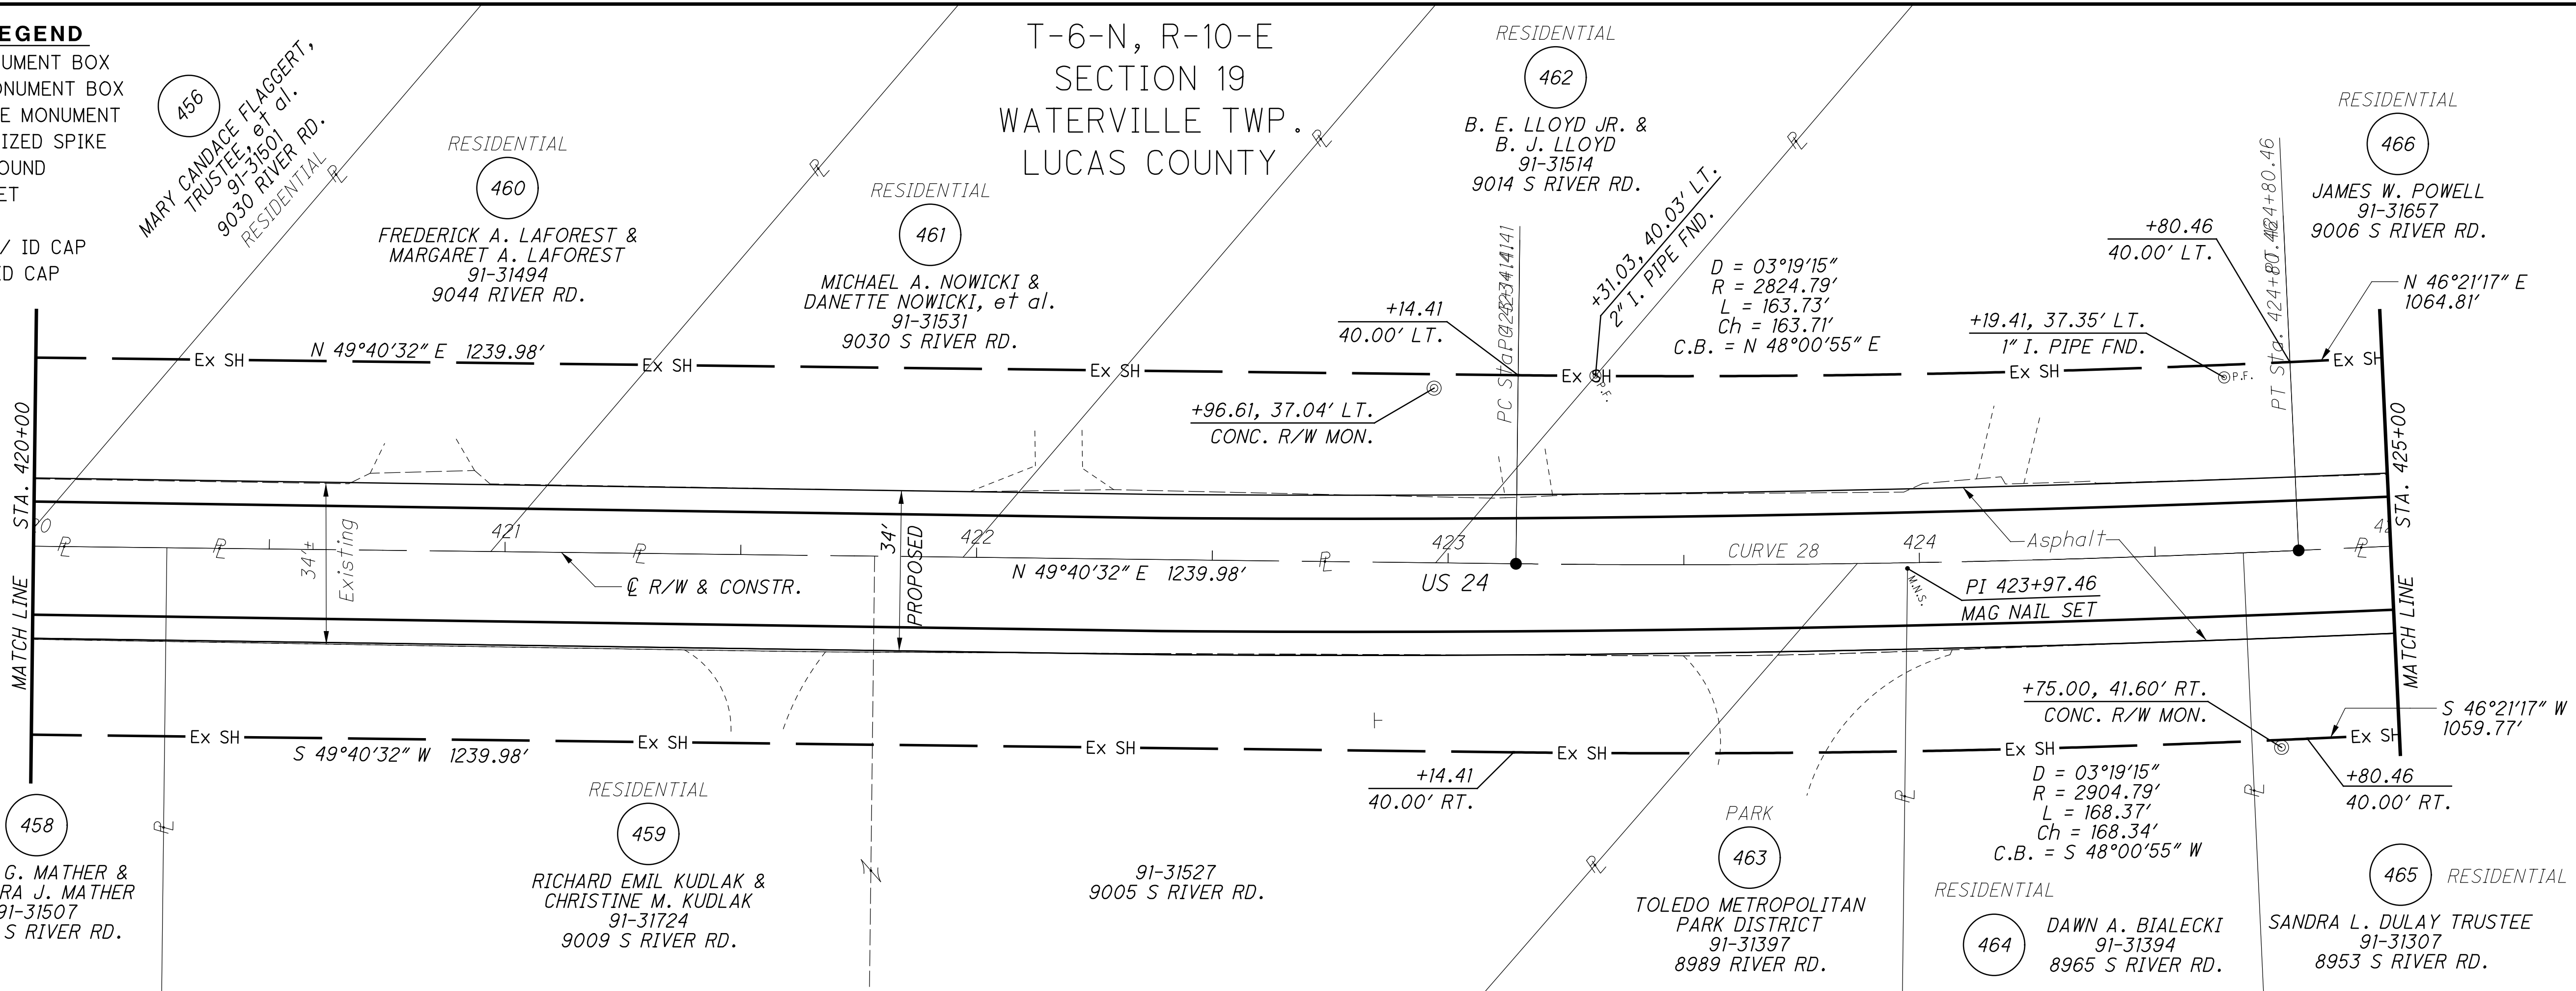 EGEND
UMENT BOX
ONUMENT BOX
E MONUMENT
IZED SPIKE
OUND
ET
/ ID CAP
ED CAP
456
MARY CANDACE FLAGGERT,
TRUSTEE, et al.
91-31501
9030 RIVER RD.
RESIDENTIAL
RESIDENTIAL
460
FREDERICK A. LAFOREST &
MARGARET A. LAFOREST
91-31494
9044 RIVER RD.
RESIDENTIAL
461
MICHAEL A. NOWICKI &
DANETTE NOWICKI, et al.
91-31531
9030 S RIVER RD.
T-6-N, R-10-E
SECTION 19
WATERVILLE TWP.
LUCAS COUNTY
RESIDENTIAL
462
B. E. LLOYD JR. &
B. J. LLOYD
91-31514
9014 S RIVER RD.
RESIDENTIAL
466
JAMES W. POWELL
91-31657
9006 S RIVER RD.
+14.41
40.00' LT.
+31.03, 40.03' LT.
2" I. PIPE FND.
D = 03°19'15"
R = 2824.79'
L = 163.73'
Ch = 163.71'
C.B. = N 48°00'55" E
+80.46
40.00' LT.
+19.41, 37.35' LT.
1" I. PIPE FND.
N 46°21'17" E
1064.81'
PT Sta. 424+80.46
N 49°40'32" E 1239.98'
Ex SH
Ex SH
Ex SH
Ex SH
Ex SH
Ex SH
P.F.
P.F.
+96.61, 37.04' LT.
CONC. R/W MON.
MATCH LINE STA. 420+00
MATCH LINE STA. 425+00
34'±
Existing
34'
PROPOSED
421
422
423
424
℄ R/W & CONSTR.
N 49°40'32" E 1239.98'
US 24
CURVE 28
Asphalt
M.N.S.
PI 423+97.46
MAG NAIL SET
+75.00, 41.60' RT.
CONC. R/W MON.
S 46°21'17" W
1059.77'
Ex SH
Ex SH
Ex SH
Ex SH
Ex SH
Ex SH
S 49°40'32" W 1239.98'
+14.41
40.00' RT.
+80.46
40.00' RT.
D = 03°19'15"
R = 2904.79'
L = 168.37'
Ch = 168.34'
C.B. = S 48°00'55" W
458
G. MATHER &
RA J. MATHER
91-31507
S RIVER RD.
RESIDENTIAL
459
RICHARD EMIL KUDLAK &
CHRISTINE M. KUDLAK
91-31724
9009 S RIVER RD.
91-31527
9005 S RIVER RD.
PARK
463
TOLEDO METROPOLITAN
PARK DISTRICT
91-31397
8989 RIVER RD.
RESIDENTIAL
464
DAWN A. BIALECKI
91-31394
8965 S RIVER RD.
465
RESIDENTIAL
SANDRA L. DULAY TRUSTEE
91-31307
8953 S RIVER RD.